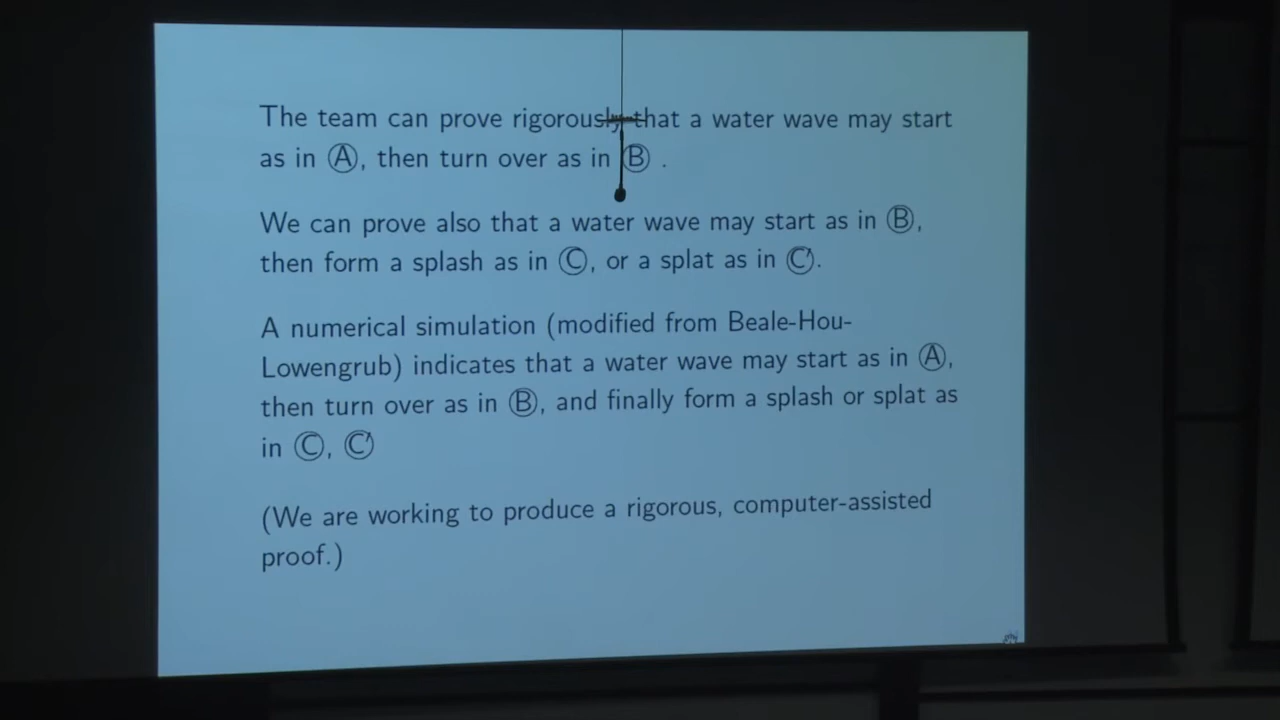 The team can prove rigorously that a water wave may start
as in Ⓐ, then turn over as in Ⓑ .
We can prove also that a water wave may start as in Ⓑ,
then form a splash as in Ⓒ, or a splat as in Ⓒ′.
A numerical simulation (modified from Beale-Hou-
Lowengrub) indicates that a water wave may start as in Ⓐ,
then turn over as in Ⓑ, and finally form a splash or splat as
in Ⓒ, Ⓒ′
(We are working to produce a rigorous, computer-assisted
proof.)